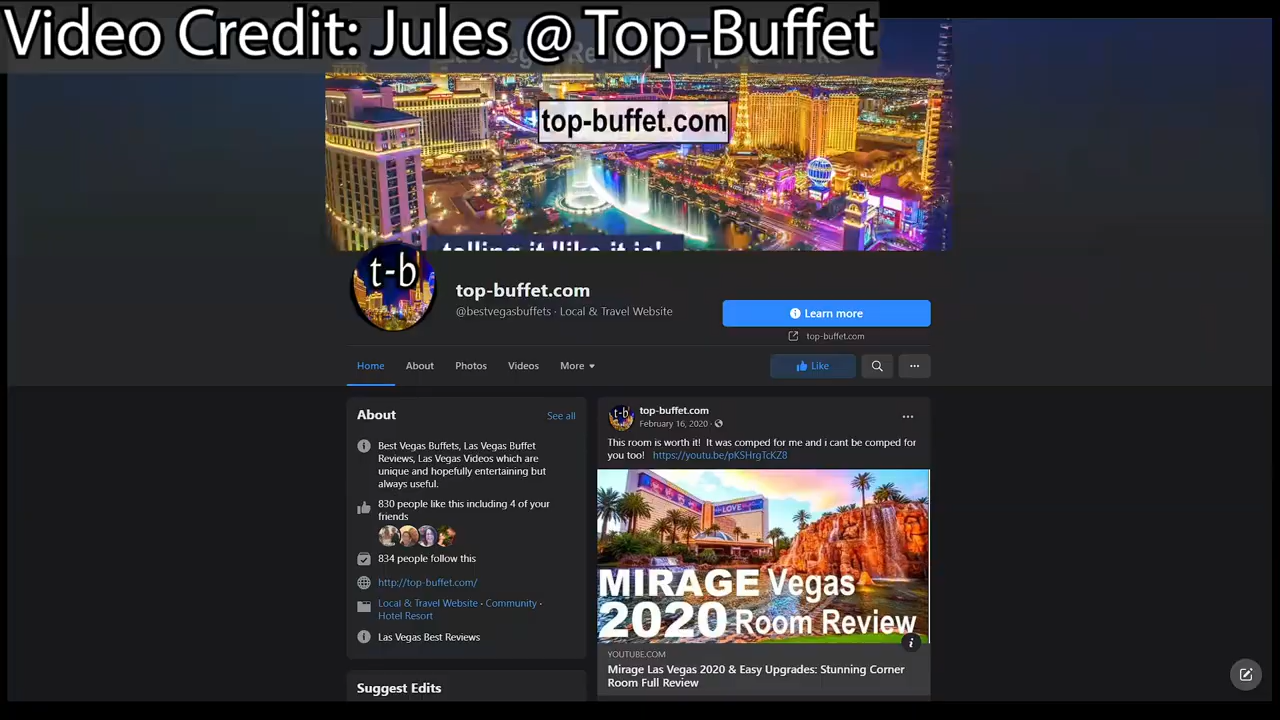 Video Credit: Jules @ Top-Buffet
top-buffet.com
telling it 'like it is'
t-b
top-buffet.com
@bestvegasbuffets · Local & Travel Website
Learn more
top-buffet.com
Home
About
Photos
Videos
More
Like
About
See all
Best Vegas Buffets, Las Vegas Buffet
Reviews, Las Vegas Videos which are
unique and hopefully entertaining but
always useful.
830 people like this including 4 of your
friends
834 people follow this
http://top-buffet.com/
Local & Travel Website · Community ·
Hotel Resort
Las Vegas Best Reviews
Suggest Edits
t-b
top-buffet.com
February 16, 2020 ·
This room is worth it! It was comped for me and i cant be comped for
you too! https://youtu.be/pKSHrgTcKZ8
LOVE
MIRAGE Vegas
2020 Room Review
YOUTUBE.COM
Mirage Las Vegas 2020 & Easy Upgrades: Stunning Corner
Room Full Review